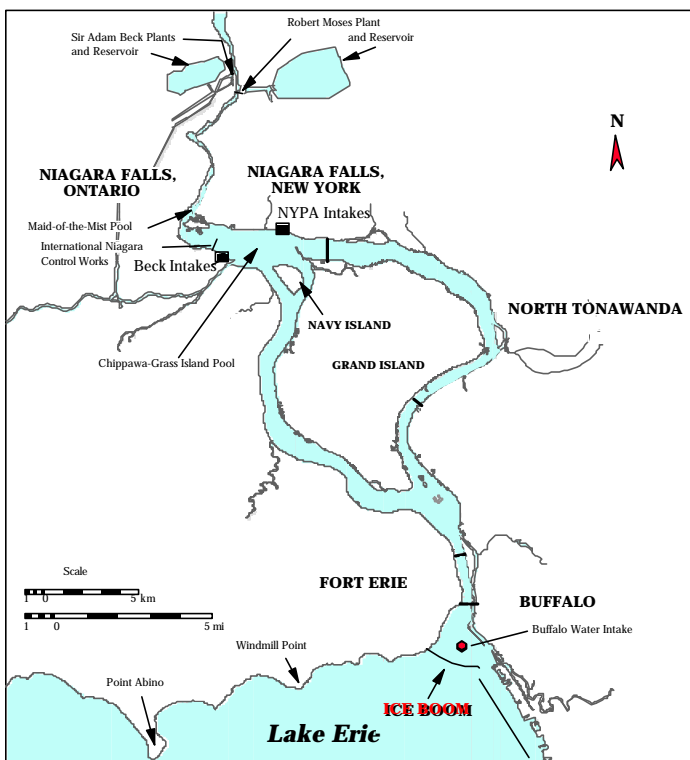 Sir Adam Beck Plants
and Reservoir
Robert Moses Plant
and Reservoir
N
NIAGARA FALLS,
ONTARIO
NIAGARA FALLS,
NEW YORK
NYPA Intakes
Maid-of-the-Mist Pool
International Niagara
Control Works
Beck Intakes
NORTH TONAWANDA
NAVY ISLAND
Chippawa-Grass Island Pool
GRAND ISLAND
Scale
1 0 5 km
1 0 5 mi
FORT ERIE
BUFFALO
Buffalo Water Intake
Windmill Point
Point Abino
ICE BOOM
Lake Erie